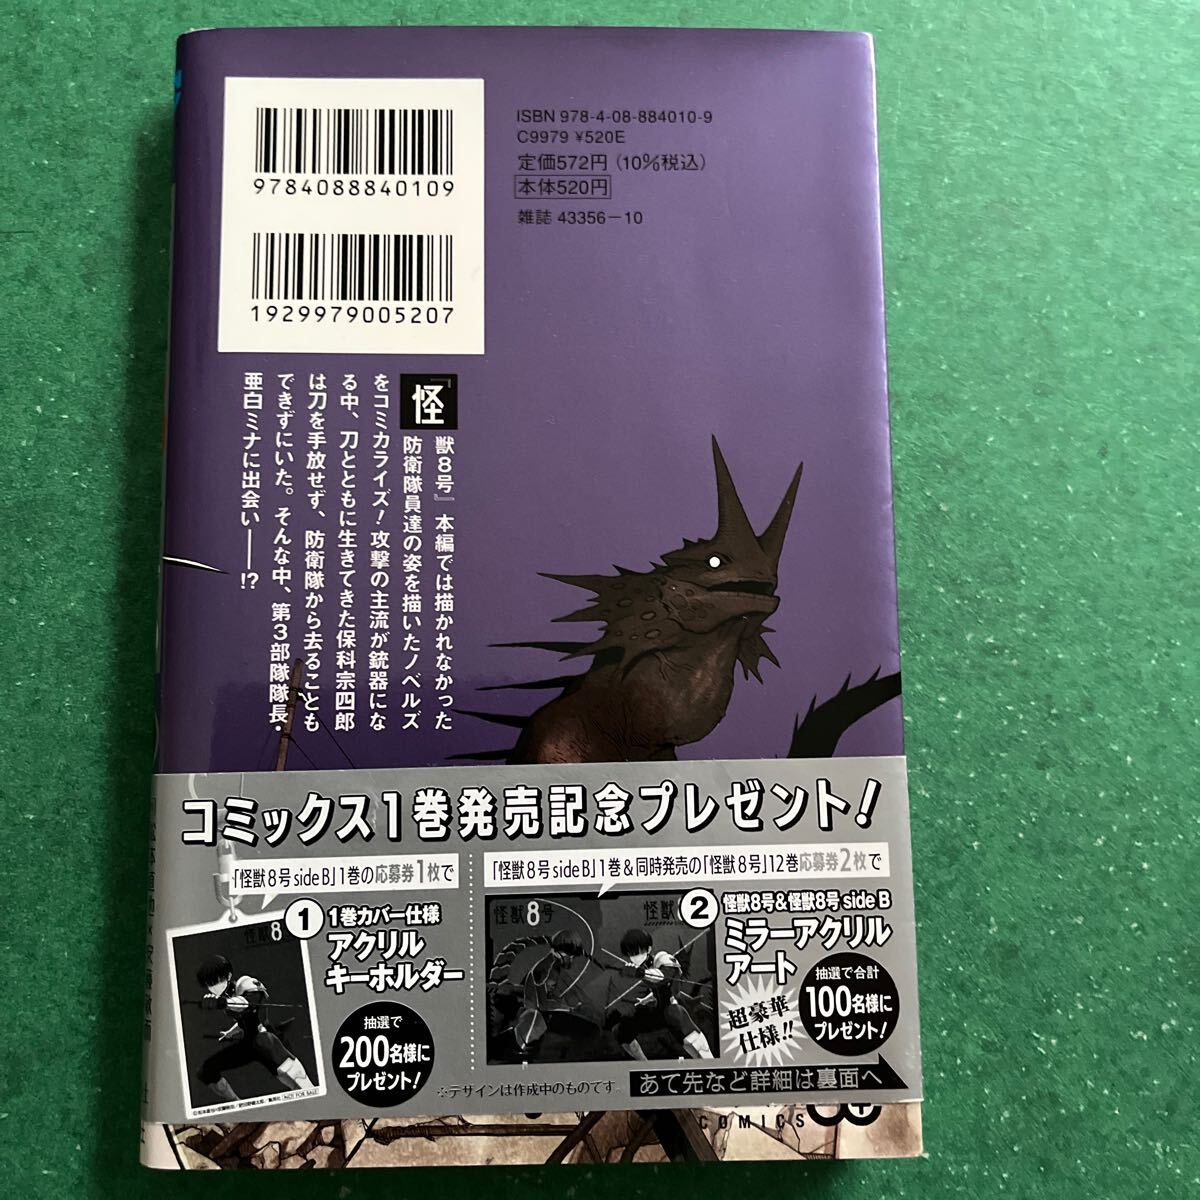 9784088840109
1929979005207
ISBN 978-4-08-884010-9
C9979 ¥520E
定価572円(10%税込)
本体520円
雑誌 43356-10
『怪獣8号』本編では描かれなかった
防衛隊員達の姿を描いたノベルズ
をコミカライズ!攻撃の主流が銃器にな
る中、刀とともに生きてきた保科宗四郎
は刀を手放せず、防衛隊から去ることも
できずにいた。そんな中、第3部隊隊長・
亜白ミナに出会い——!?
コミックス1巻発売記念プレゼント!
「怪獣8号 side B」1巻の応募券1枚で
1
1巻カバー仕様
アクリル
キーホルダー
抽選で
200名様に
プレゼント!
怪獣8
NOT FOR SALE
「怪獣8号 side B」1巻&同時発売の「怪獣8号」12巻応募券2枚で
怪獣8号
怪獣
2
怪獣8号&怪獣8号 side B
ミラーアクリル
アート
超豪華
仕様!!
抽選で合計
100名様に
プレゼント!
※デザインは作成中のものです
あて先など詳細は裏面へ
COMICS